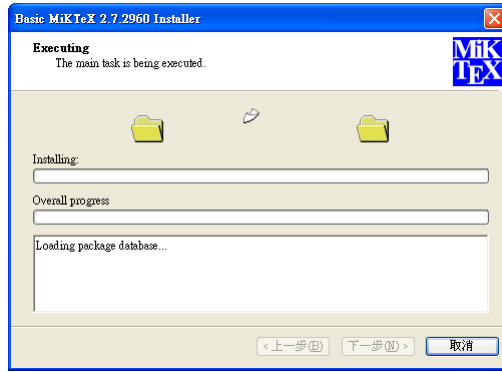 Basic MiKTeX 2.7.2960 Installer
Executing
The main task is being executed.
MiK
TEX
Installing:
Overall progress
Loading package database...
<上一步(B)
下一步(N)>
取消